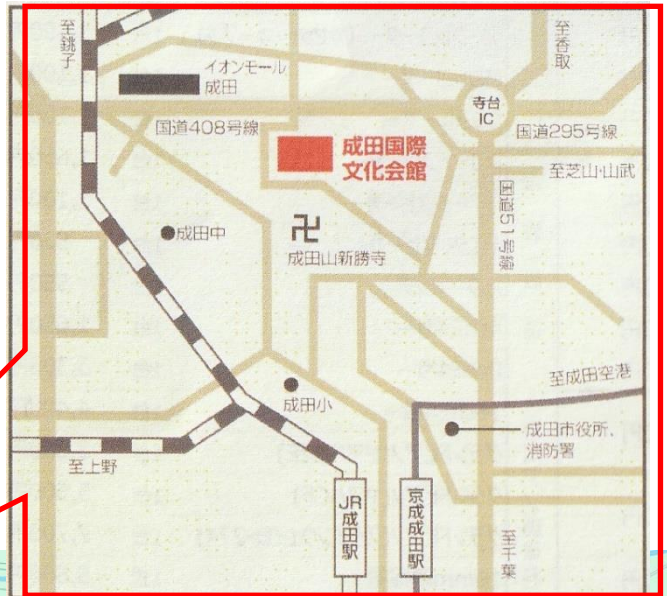 至銚子
イオンモール
成田
至香取
寺台
IC
国道408号線
国道295号線
成田国際
文化会館
至芝山・山武
国道51号線
成田中
卍
成田山新勝寺
至成田空港
成田小
成田市役所、
消防署
至上野
JR成田駅
京成成田駅
至千葉